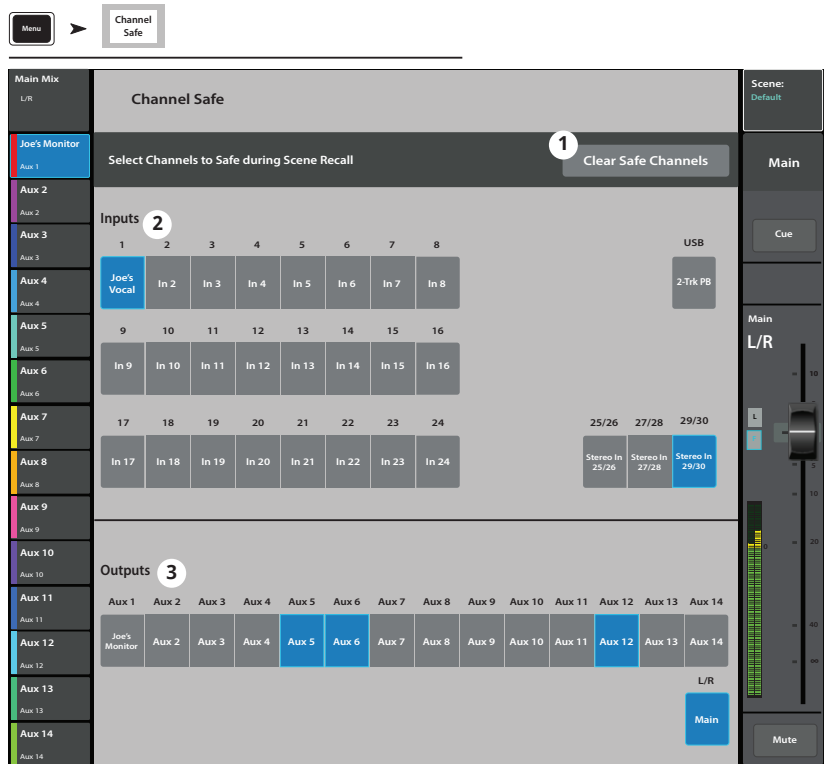 Menu
Channel
Safe
Main Mix
L/R
Channel Safe
Scene:
Default
Joe's Monitor
Aux 1
Select Channels to Safe during Scene Recall
1
Clear Safe Channels
Main
Aux 2
Aux 2
Aux 3
Aux 3
Aux 4
Aux 4
Aux 5
Aux 5
Aux 6
Aux 6
Aux 7
Aux 7
Aux 8
Aux 8
Aux 9
Aux 9
Aux 10
Aux 10
Aux 11
Aux 11
Aux 12
Aux 12
Aux 13
Aux 13
Aux 14
Aux 14
Inputs 2
1 2 3 4 5 6 7 8 USB
Joe's
Vocal
In 2 In 3 In 4 In 5 In 6 In 7 In 8 2-Trk PB
9 10 11 12 13 14 15 16
In 9 In 10 In 11 In 12 In 13 In 14 In 15 In 16
17 18 19 20 21 22 23 24 25/26 27/28 29/30
In 17 In 18 In 19 In 20 In 21 In 22 In 23 In 24
Stereo In
25/26
Stereo In
27/28
Stereo In
29/30
Outputs 3
Aux 1 Aux 2 Aux 3 Aux 4 Aux 5 Aux 6 Aux 7 Aux 8 Aux 9 Aux 10 Aux 11 Aux 12 Aux 13 Aux 14
Joe's
Monitor
Aux 2 Aux 3 Aux 4 Aux 5 Aux 6 Aux 7 Aux 8 Aux 9 Aux 10 Aux 11 Aux 12 Aux 13 Aux 14
L/R
Main
Cue
Main
L/R
10
L
5
10
0
20
40
∞
Mute